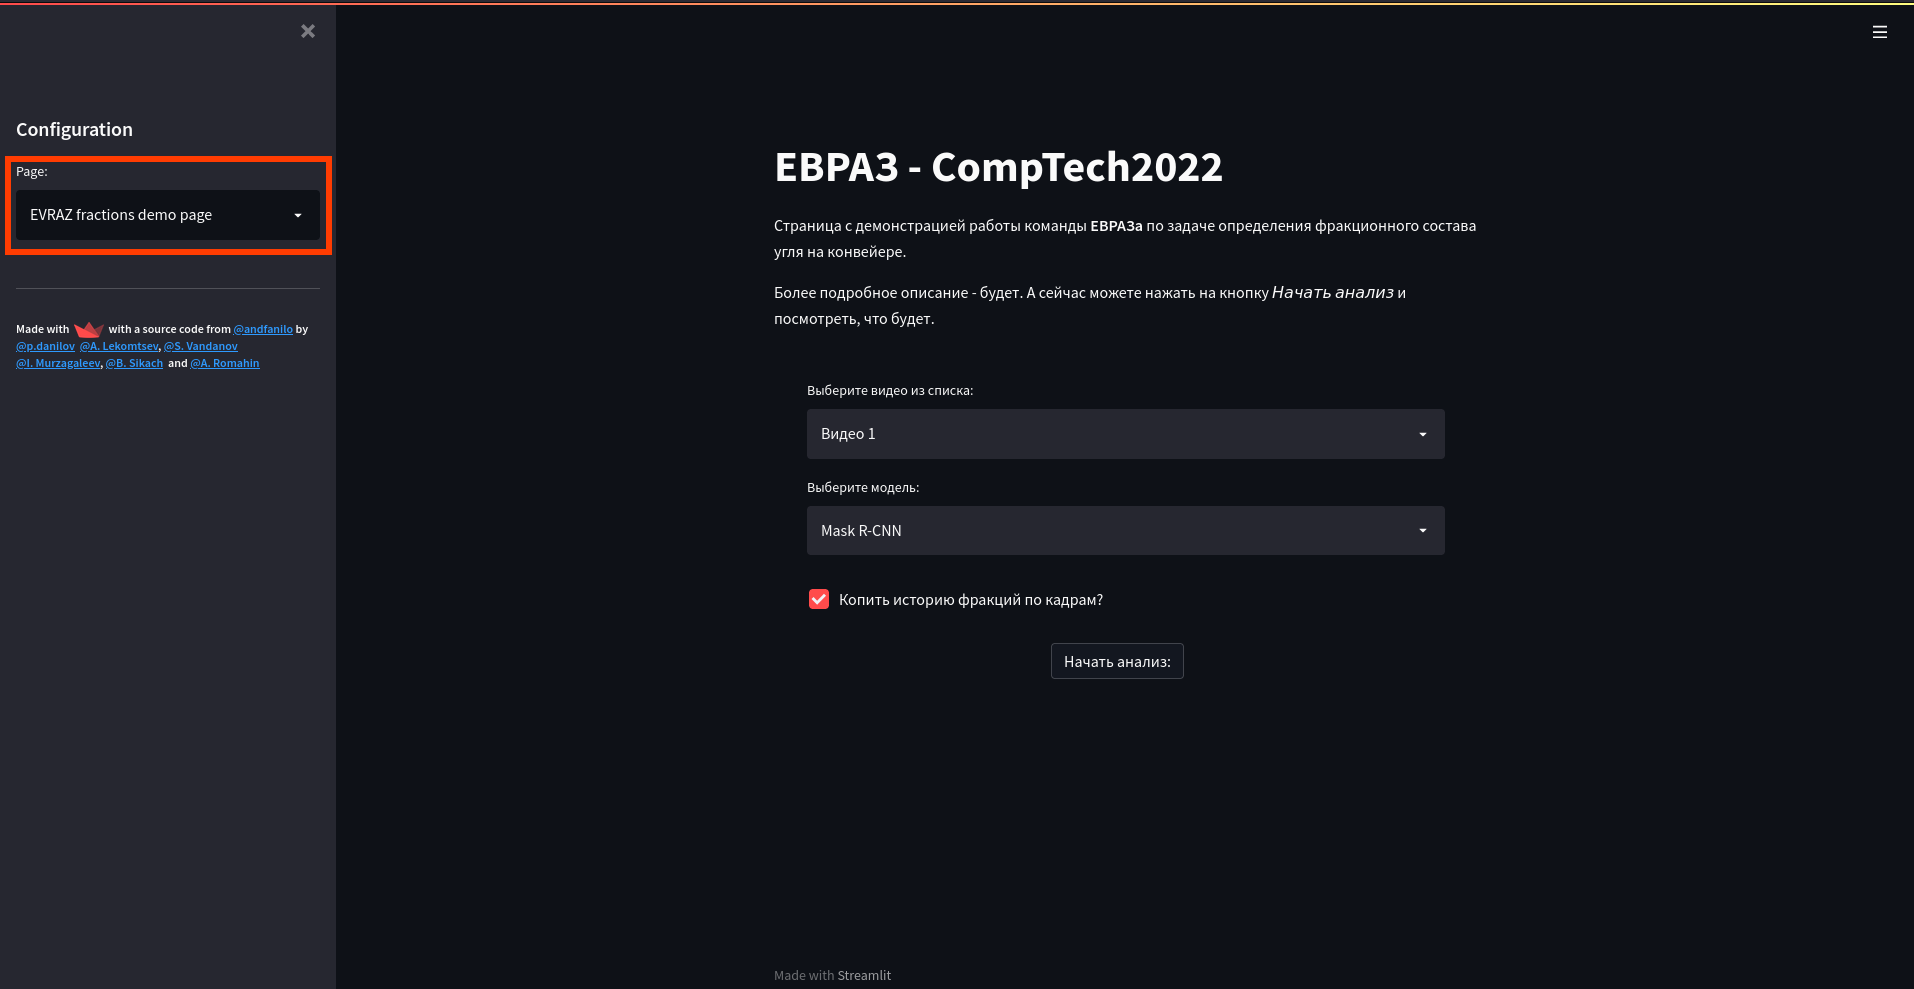 Configuration
Page:
EVRAZ fractions demo page
Made with with a source code from @andfanilo by
@p.danilov @A. Lekomtsev, @S. Vandanov
@I. Murzagaleev, @B. Sikach and @A. Romahin
ЕВРАЗ - CompTech2022
Страница с демонстрацией работы команды ЕВРАЗа по задаче определения фракционного состава
угля на конвейере.
Более подробное описание - будет. А сейчас можете нажать на кнопку Начать анализ и
посмотреть, что будет.
Выберите видео из списка:
Видео 1
Выберите модель:
Mask R-CNN
Копить историю фракций по кадрам?
Начать анализ:
Made with Streamlit